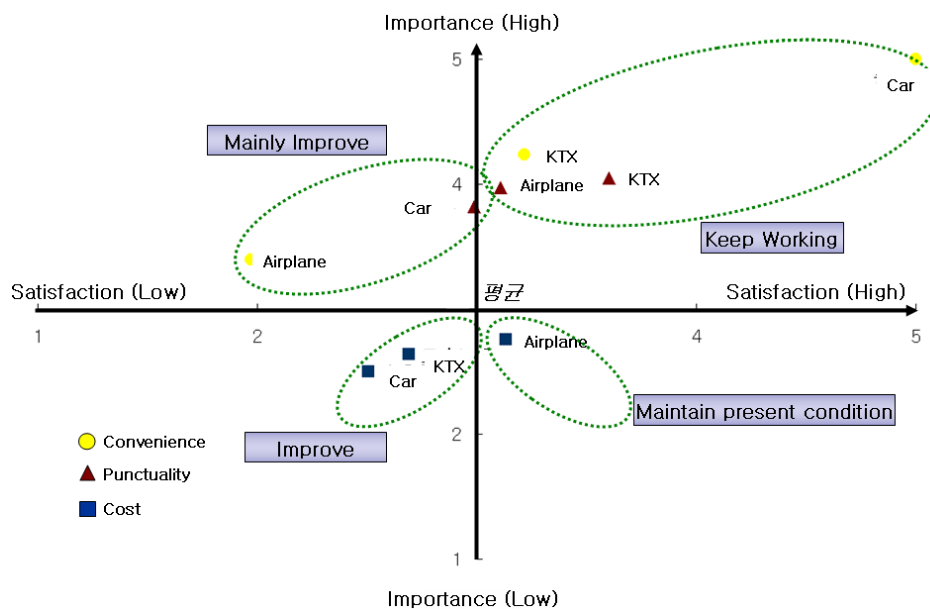 Importance (High)
5
Car
Mainly Improve
KTX
4
Airplane
KTX
Car
Keep Working
Airplane
Satisfaction (Low)
평균
Satisfaction (High)
1
2
4
5
Airplane
KTX
Car
Maintain present condition
2
Convenience
Improve
Punctuality
Cost
1
Importance (Low)